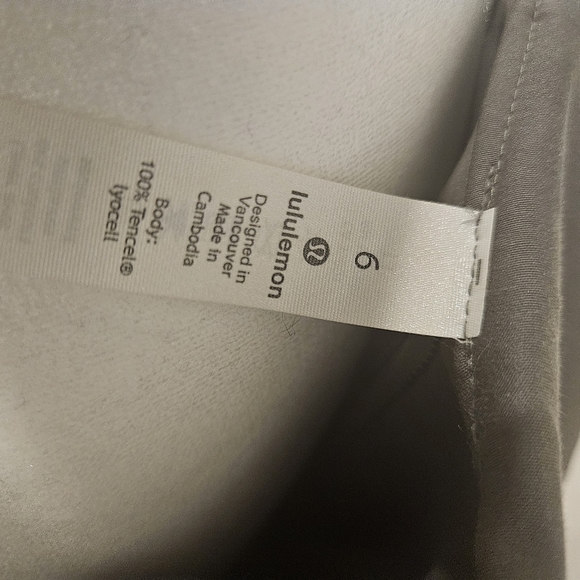 6
lululemon
Designed in
Vancouver
Made in
Cambodia
Body:
100% Tencel®
lyocell